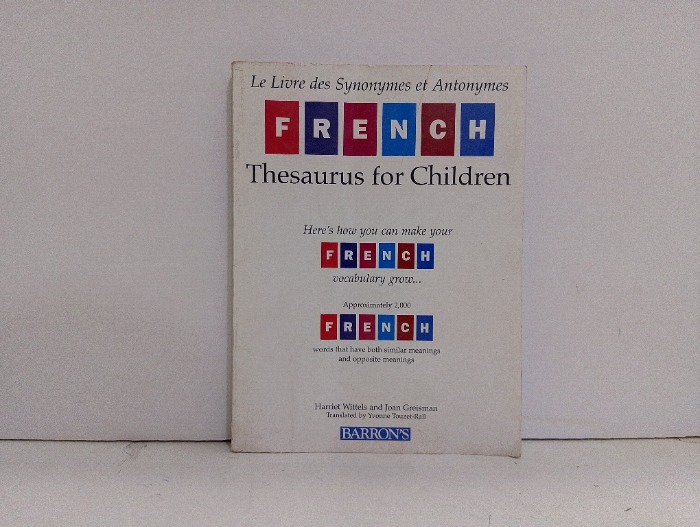 Le Livre des Synonymes et Antonymes
FRENCH
Thesaurus for Children
Here's how you can make your
FRENCH
vocabulary grow...
Approximately 2,000
FRENCH
words that have both similar meanings
and opposite meanings
Harriet Wittels and Joan Greisman
Translated by Yvonne Touzet-Rall
BARRON'S